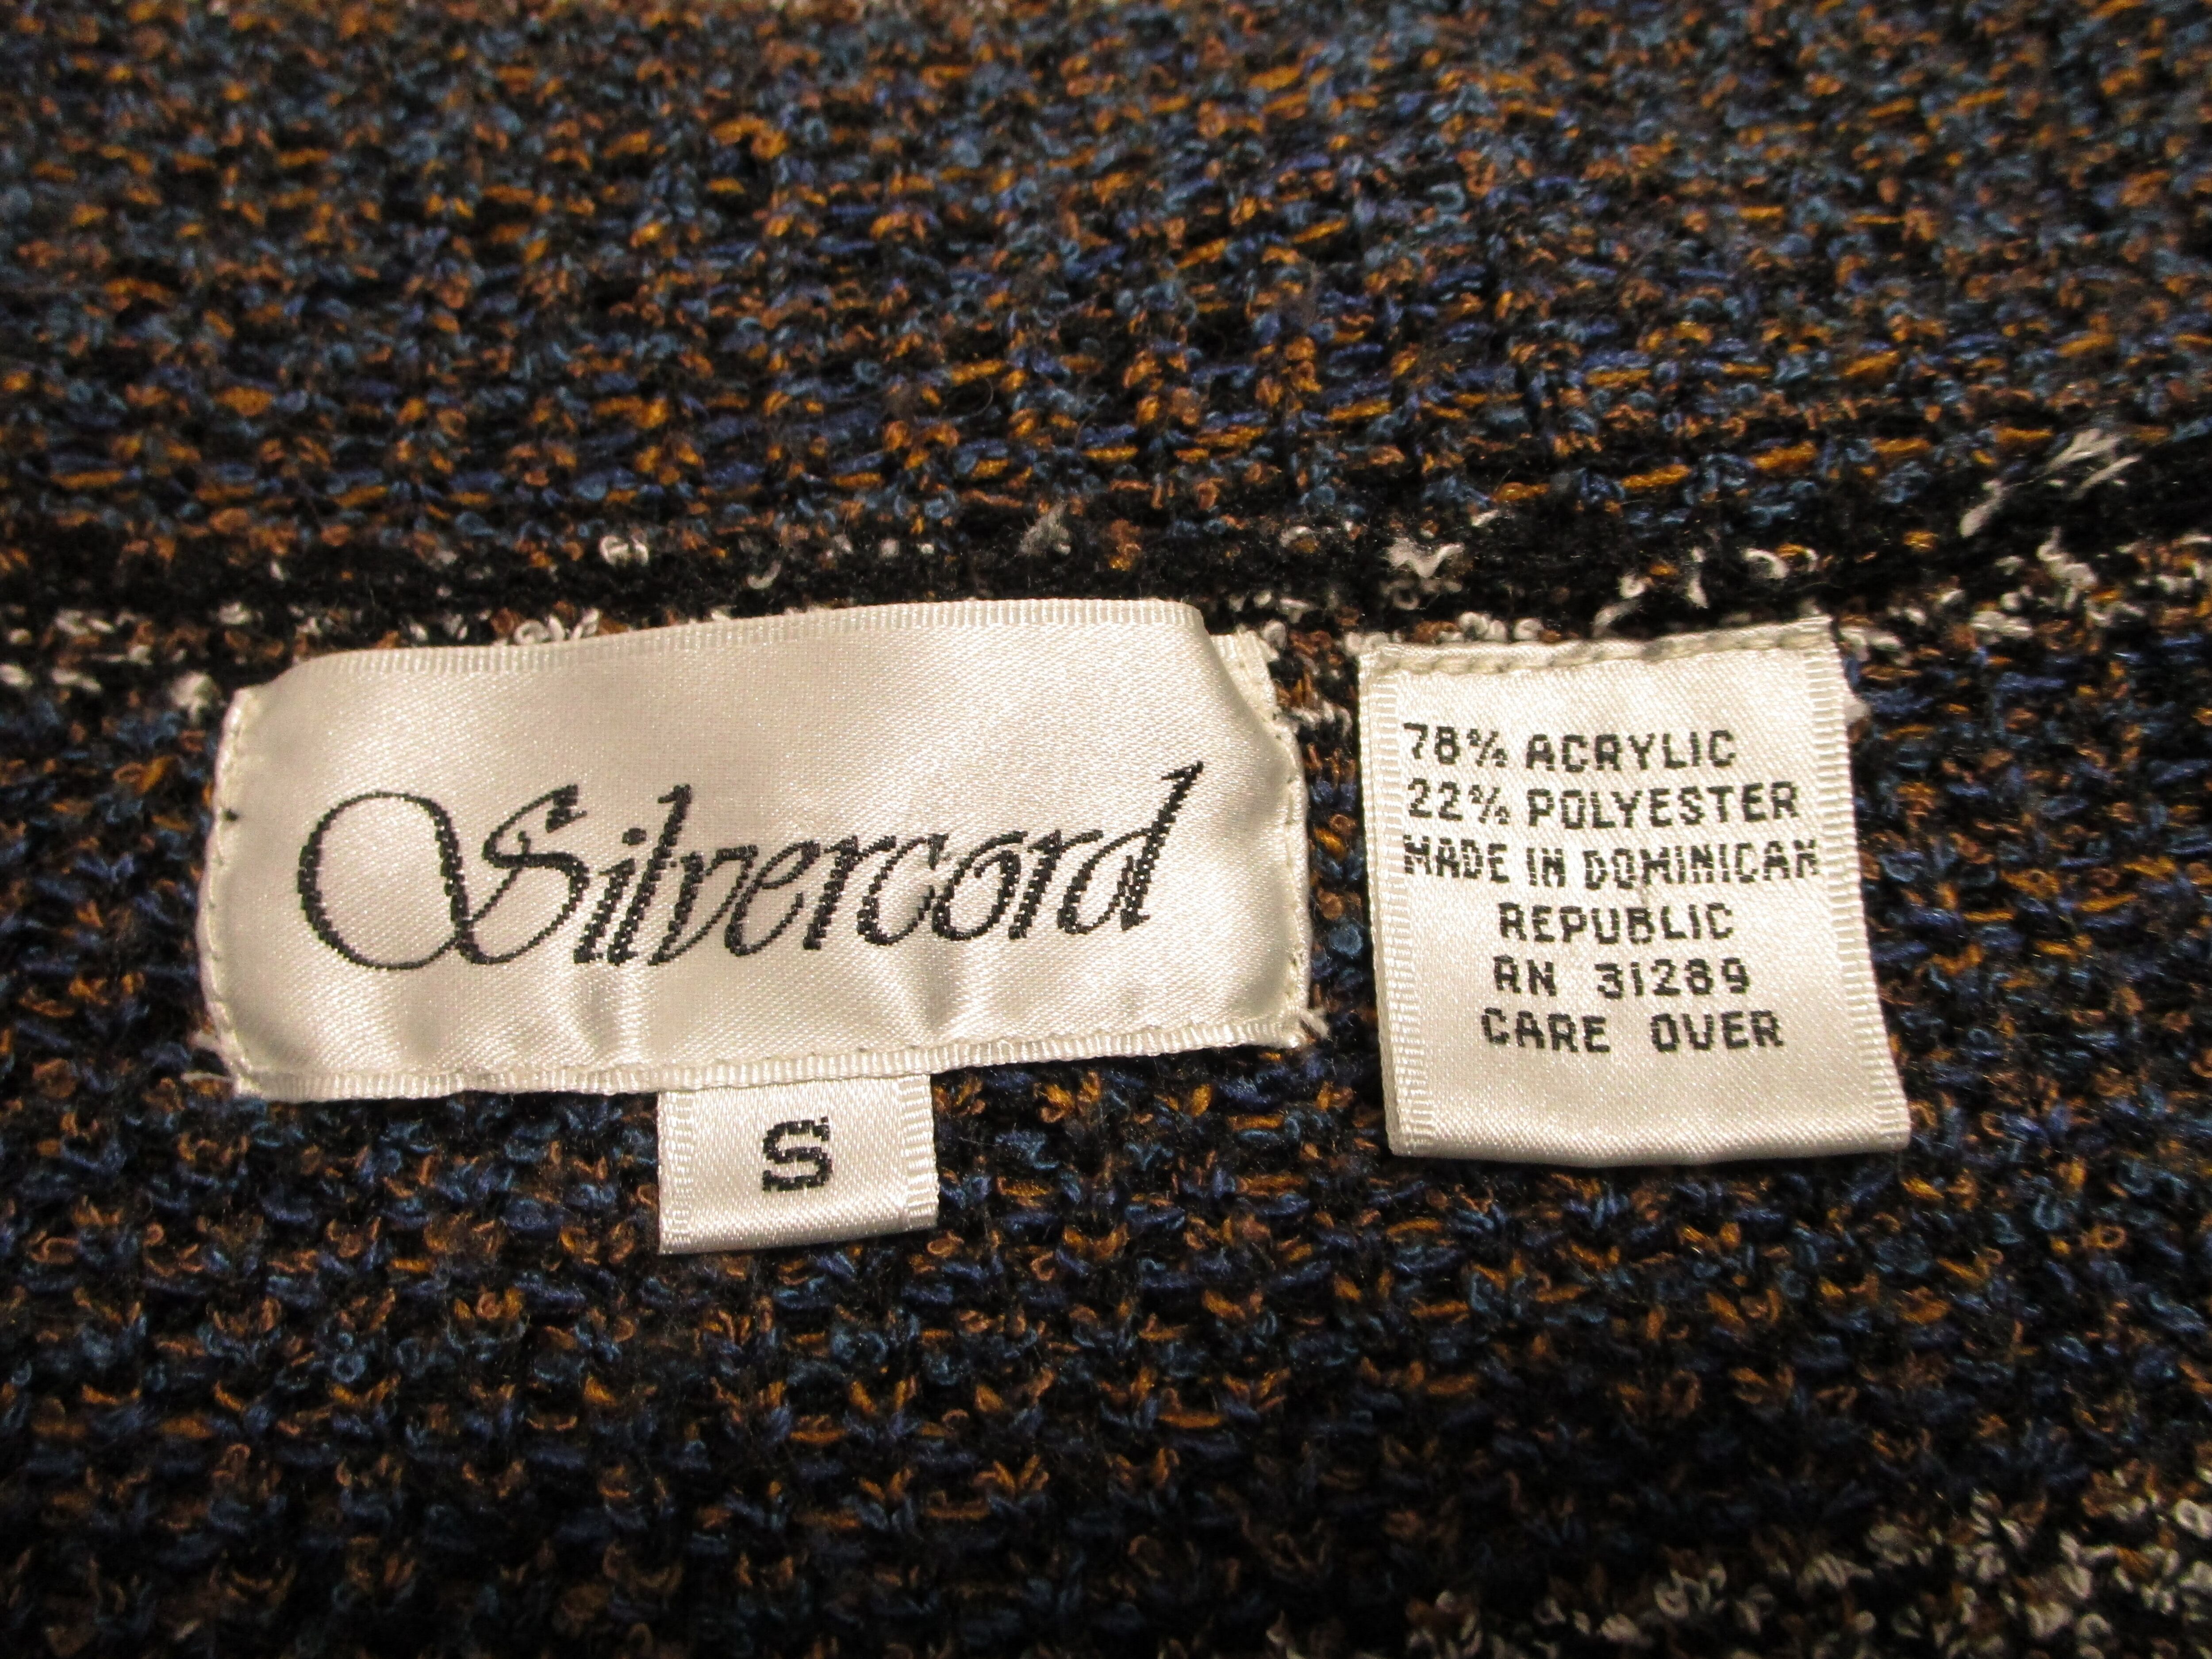 Silvercord
S
78% ACRYLIC
22% POLYESTER
MADE IN DOMINICAN
REPUBLIC
RN 31289
CARE OVER